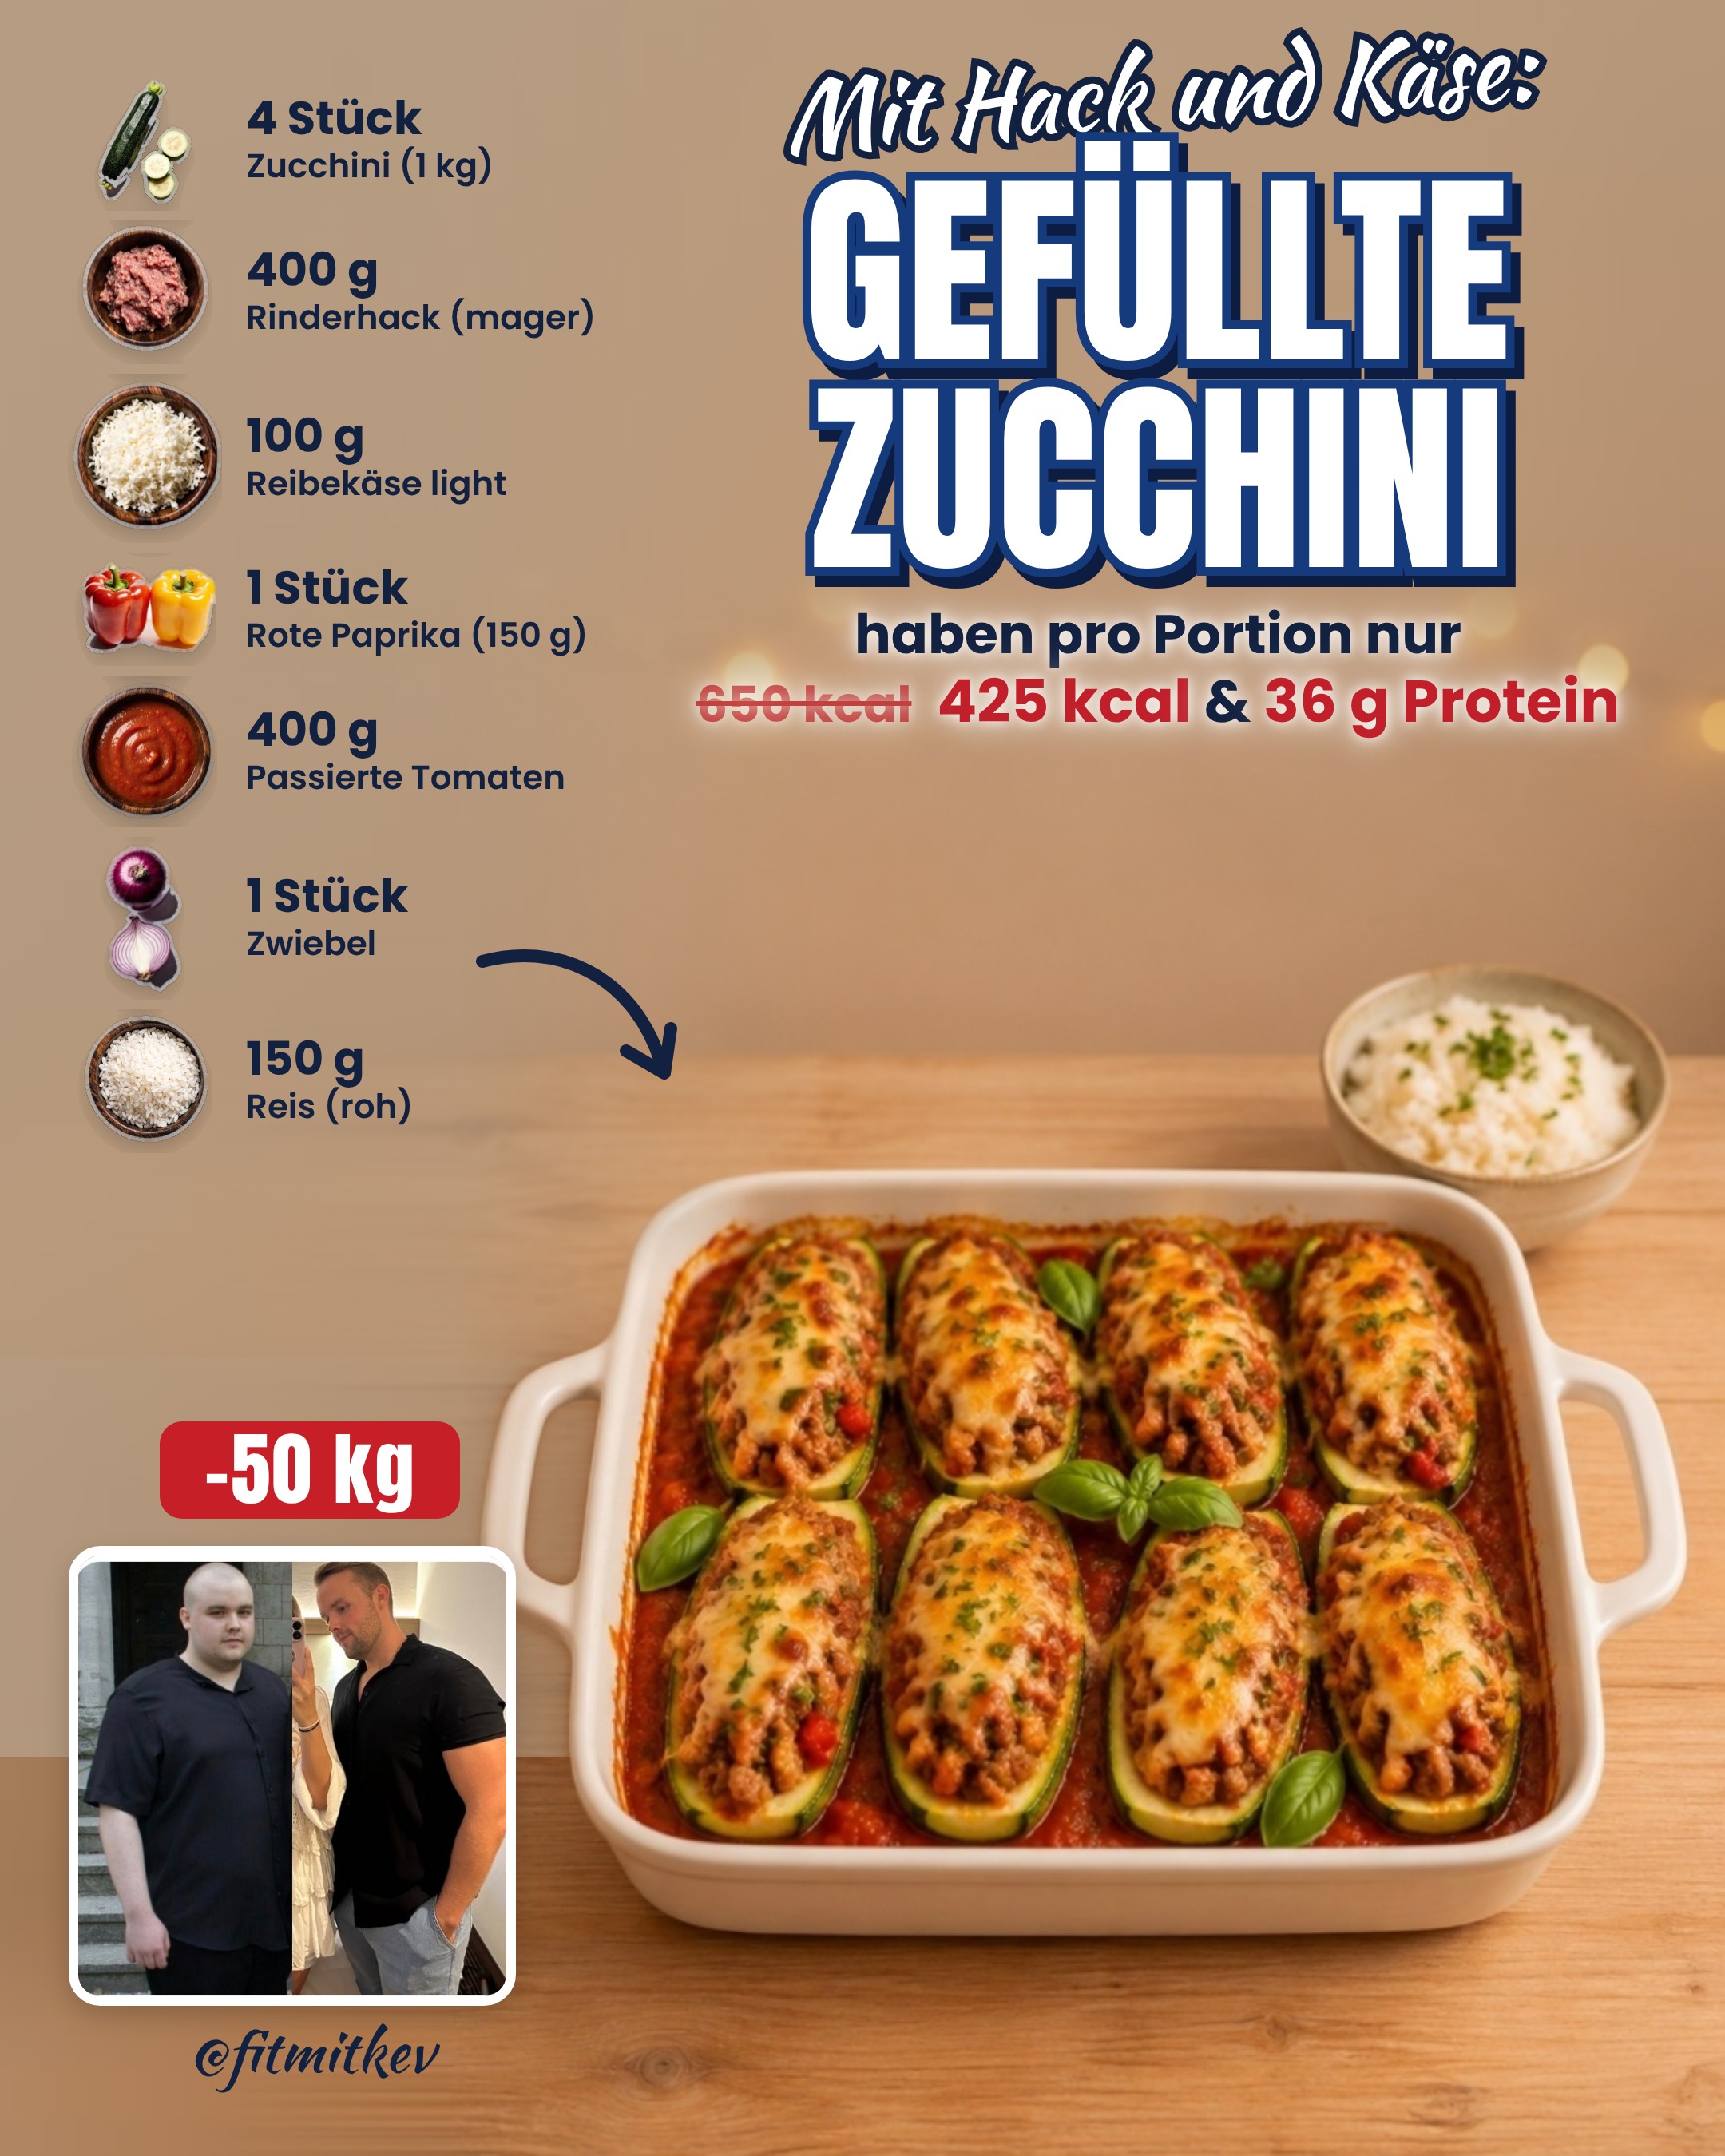 Mit Hack und Käse:
GEFÜLLTE
ZUCCHINI
haben pro Portion nur
650 kcal 425 kcal & 36 g Protein
4 Stück
Zucchini (1 kg)
400 g
Rinderhack (mager)
100 g
Reibekäse light
1 Stück
Rote Paprika (150 g)
400 g
Passierte Tomaten
1 Stück
Zwiebel
150 g
Reis (roh)
-50 kg
@fitmitkev